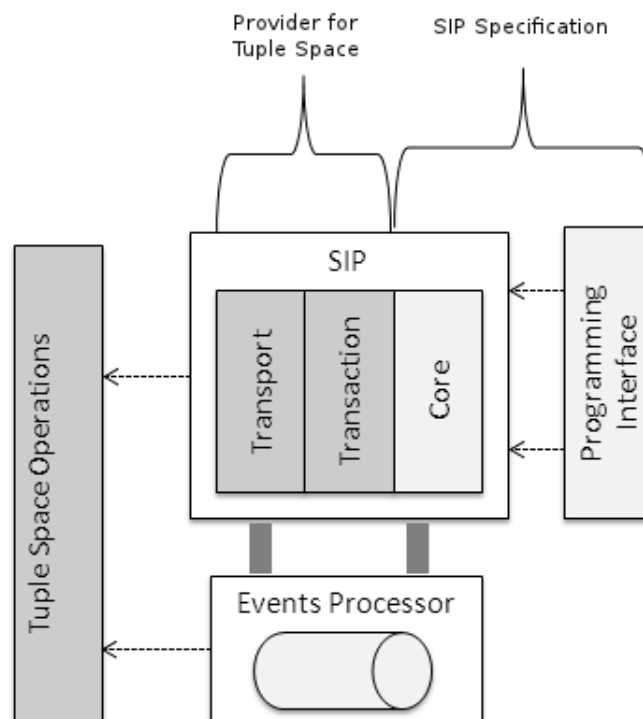 Provider for
Tuple Space
SIP Specification
SIP
Transport
Transaction
Core
Programming
Interface
Tuple Space Operations
Events Processor